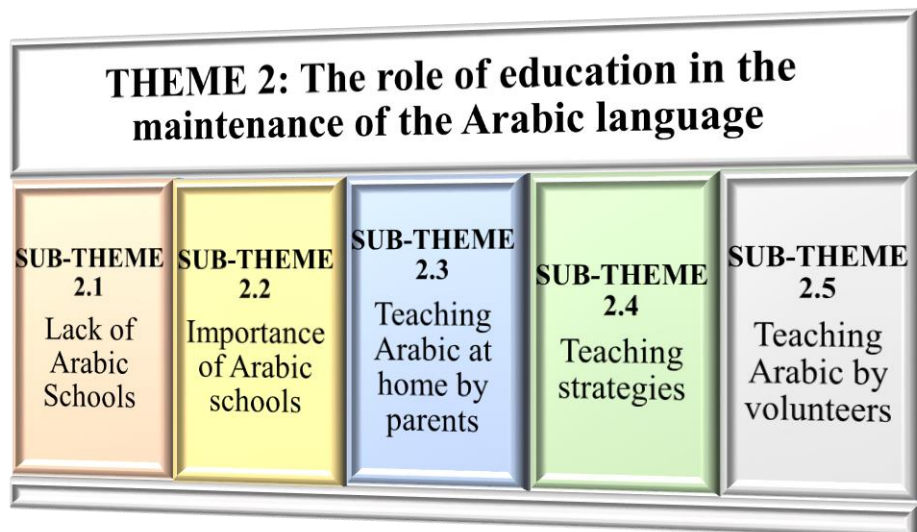 THEME 2: The role of education in the
maintenance of the Arabic language
SUB-THEME
2.1
Lack of
Arabic
Schools
SUB-THEME
2.2
Importance
of Arabic
schools
SUB-THEME
2.3
Teaching
Arabic at
home by
parents
SUB-THEME
2.4
Teaching
strategies
SUB-THEME
2.5
Teaching
Arabic by
volunteers